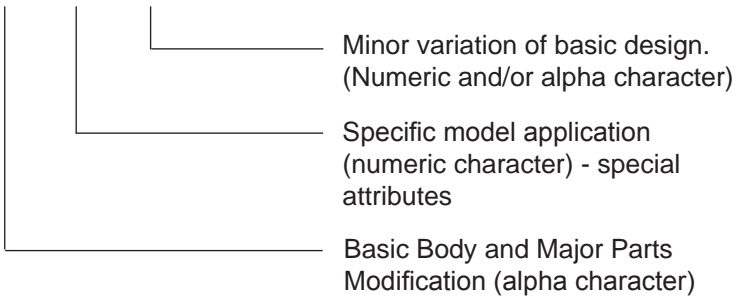 Minor variation of basic design.
(Numeric and/or alpha character)
Specific model application
(numeric character) - special
attributes
Basic Body and Major Parts
Modification (alpha character)